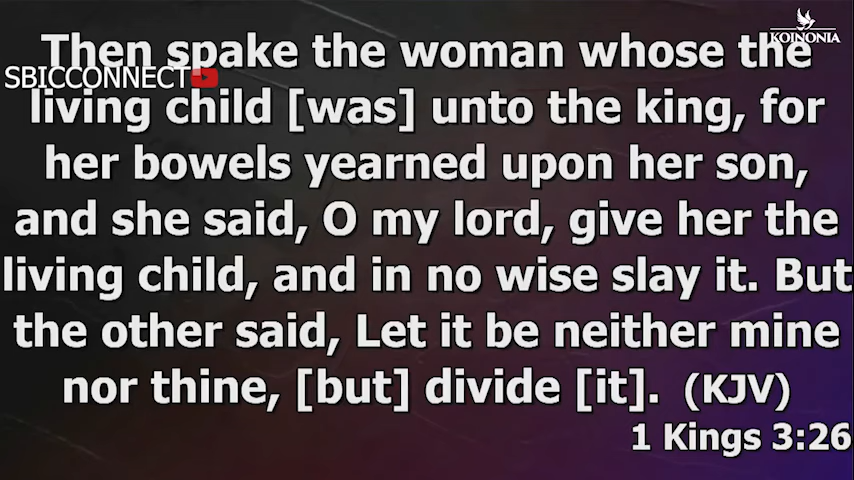 KOINONIA
Then spake the woman whose the
SBICCONNECT
living child [was] unto the king, for
her bowels yearned upon her son,
and she said, O my lord, give her the
living child, and in no wise slay it. But
the other said, Let it be neither mine
nor thine, [but] divide [it]. (KJV)
1 Kings 3:26